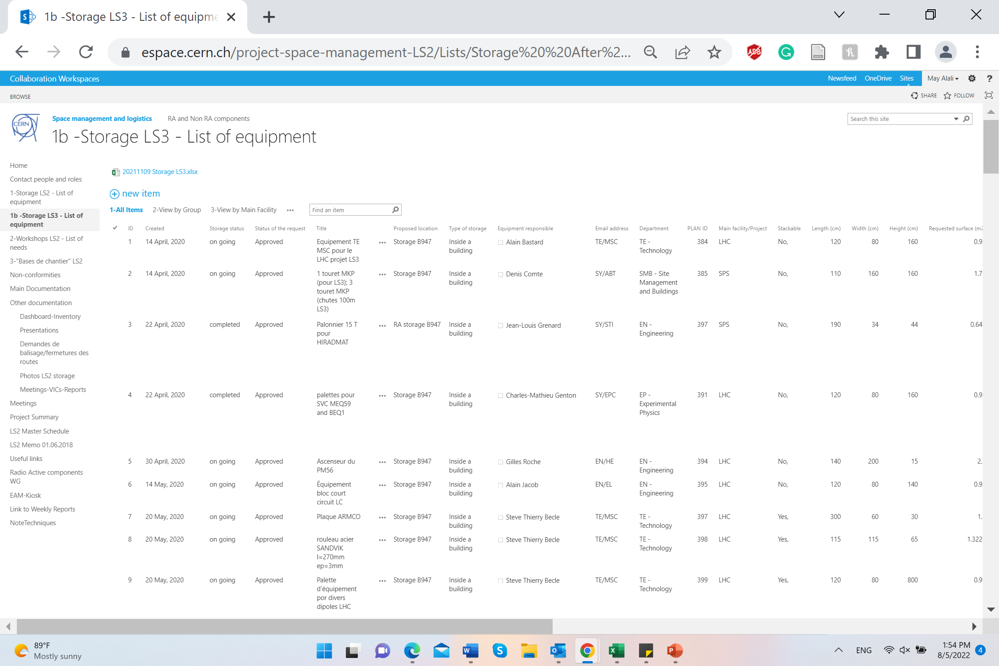 1b -Storage LS3 - List of equipme
espace.cern.ch/project-space-management-LS2/Lists/Storage%20%20After%2...
Collaboration Workspaces
Newsfeed OneDrive Sites May Alali ?
BROWSE
SHARE FOLLOW
CERN
Space management and logistics RA and Non RA components
Search this site
1b -Storage LS3 - List of equipment
Home
Contact people and roles
1-Storage LS2 - List of
equipment
1b -Storage LS3 - List of
equipment
2-Workshops LS2 - List of
needs
3-"Bases de chantier" LS2
Non-conformities
Main Documentation
Other documentation
Dashboard-Inventory
Presentations
Demandes de
balisage/fermetures des
routes
Photos LS2 storage
Meetings-VICs-Reports
Meetings
Project Summary
LS2 Master Schedule
LS2 Memo 01.06.2018
Useful links
Radio Active components
WG
EAM-Kiosk
Link to Weekly Reports
NoteTechniques
20211109 Storage LS3.xlsx
new item
1-All Items 2-View by Group 3-View by Main Facility ... Find an item
ID Created Storage status Status of the request Title Proposed location Type of storage Equipment responsible Email address Department PLAN ID Main facility/Project Stackable Length (cm) Width (cm) Height (cm) Requested surface (m2
1 14 April, 2020 on going Approved Equipement TE ... Storage B947 Inside a Alain Bastard TE/MSC TE - 384 LHC No, 120 80 160 0.9
MSC pour le building Technology
LHC projet LS3
2 14 April, 2020 on going Approved 1 touret MKP ... Storage B947 Inside a Denis Comte SY/ABT SMB - Site 385 SPS No, 110 160 160 1.7
(pour LS3); 3 building Management
touret MKP and Buildings
(chutes 100m
LS3)
3 22 April, 2020 completed Approved Palonnier 15 T ... RA storage B947 Inside a Jean-Louis Grenard SY/STI EN - 397 SPS No, 190 34 44 0.64
pour building Engineering
HIRADMAT
4 22 April, 2020 completed Approved palettes pour ... Storage B947 Inside a Charles-Mathieu Genton SY/EPC EP - 391 LHC No, 120 80 160 0.9
SVC MEQ59 building Experimental
and BEQ1 Physics
5 30 April, 2020 on going Approved Ascenseur du ... Storage B947 Inside a Gilles Roche EN/HE EN - 394 LHC No, 140 200 15 2.
PM56 building Engineering
6 14 May, 2020 on going Approved Équipement ... Storage B947 Inside a Alain Jacob EN/EL EN - 395 LHC No, 120 80 140 0.9
bloc court building Engineering
circuit LC
7 20 May, 2020 on going Approved Plaque ARMCO ... Storage B947 Inside a Steve Thierry Becle TE/MSC TE - 397 LHC Yes, 300 60 30 1.
building Technology
8 20 May, 2020 on going Approved rouleau acier ... Storage B947 Inside a Steve Thierry Becle TE/MSC TE - 398 LHC Yes, 115 115 65 1.322
SANDVIK building Technology
l=270mm
ep=3mm
9 20 May, 2020 on going Approved Palette ... Storage B947 Inside a Steve Thierry Becle TE/MSC TE - 399 LHC Yes, 120 80 800 0.9
d'équipement building Technology
por divers
dipoles LHC
89°F
Mostly sunny
ENG
1:54 PM
8/5/2022
4